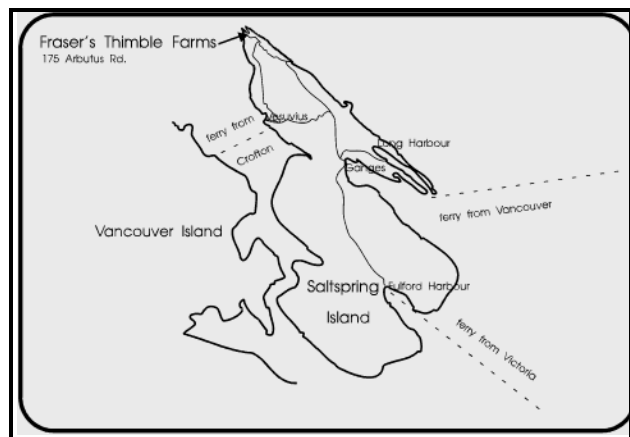 Fraser's Thimble Farms
175 Arbutus Rd.
ferry from
Vesuvius
Crofton
Long Harbour
Ganges
ferry from Vancouver
Vancouver Island
Saltspring
Island
Fulford Harbour
ferry from Victoria